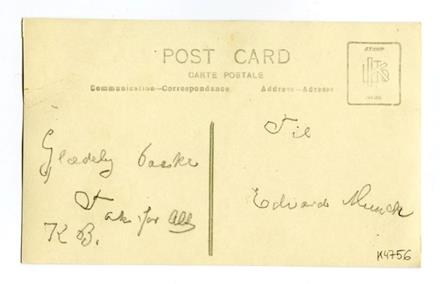 POST CARD
CARTE POSTALE
Communication—Correspondance
Address—Adresse
STAMP
Til
Edvard Munch
Glædelig Paaske
Tak for Alt
K B.
K4756